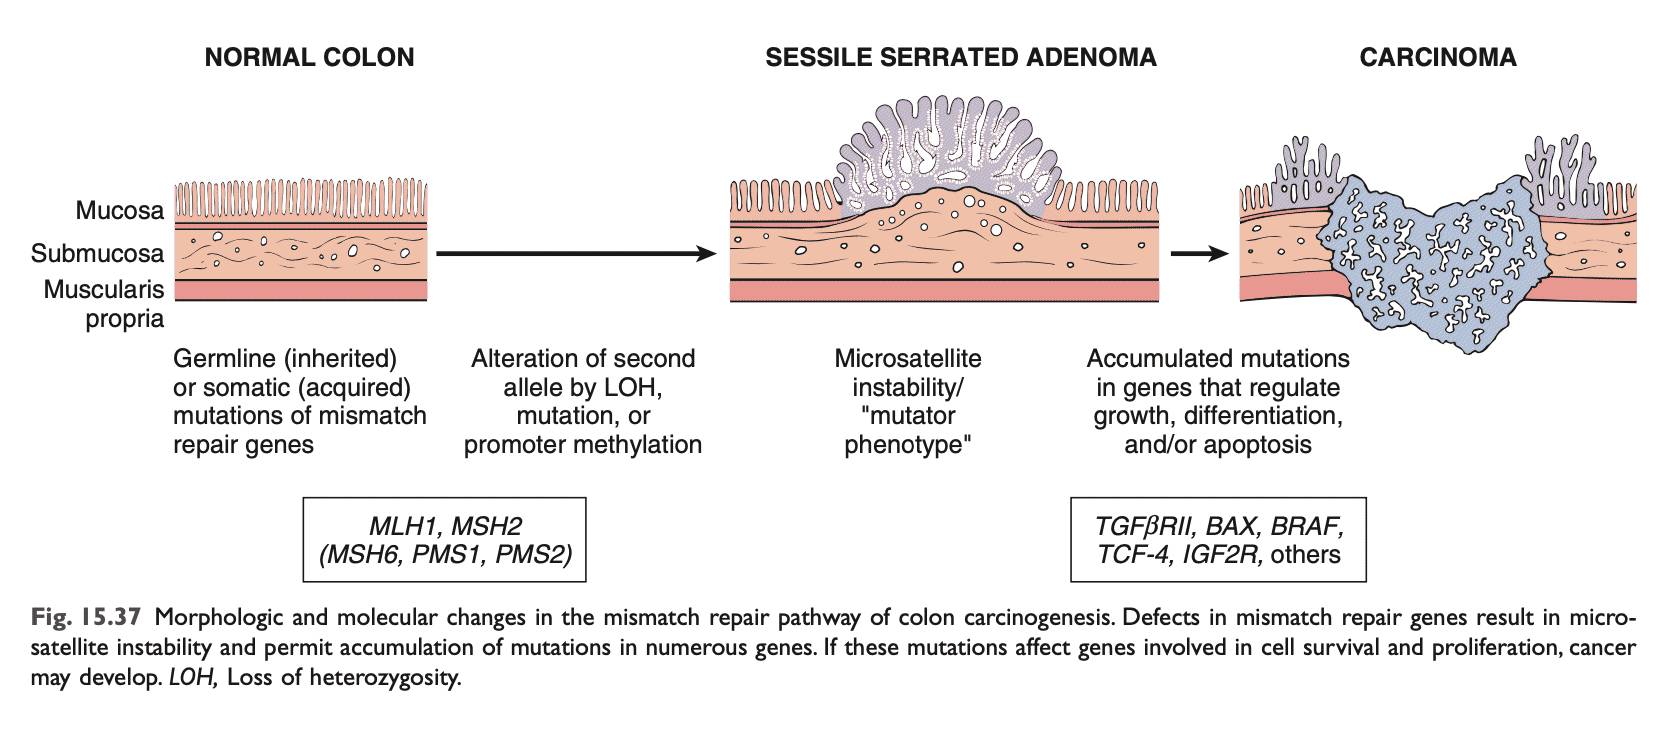 NORMAL COLON
SESSILE SERRATED ADENOMA
CARCINOMA
Mucosa
Submucosa
Muscularis
propria
Germline (inherited)
or somatic (acquired)
mutations of mismatch
repair genes
Alteration of second
allele by LOH,
mutation, or
promoter methylation
Microsatellite
instability/
"mutator
phenotype"
Accumulated mutations
in genes that regulate
growth, differentiation,
and/or apoptosis
MLH1, MSH2
(MSH6, PMS1, PMS2)
TGFβRII, BAX, BRAF,
TCF-4, IGF2R, others
Fig. 15.37 Morphologic and molecular changes in the mismatch repair pathway of colon carcinogenesis. Defects in mismatch repair genes result in micro-
satellite instability and permit accumulation of mutations in numerous genes. If these mutations affect genes involved in cell survival and proliferation, cancer
may develop. LOH, Loss of heterozygosity.